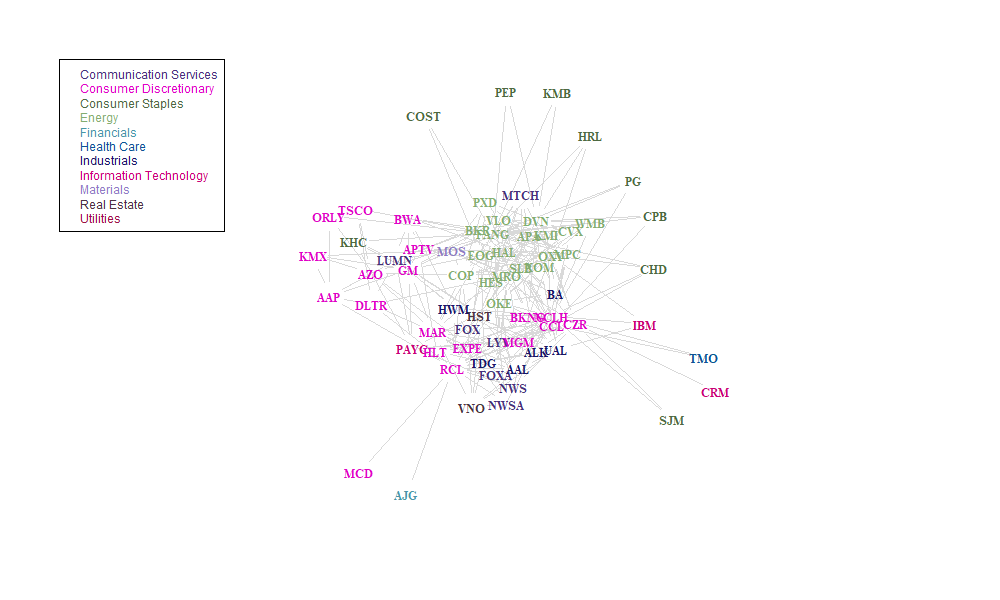 Communication Services
Consumer Discretionary
Consumer Staples
Energy
Financials
Health Care
Industrials
Information Technology
Materials
Real Estate
Utilities
PEP
KMB
COST
HRL
PG
MTCH
PXD
TSCO
ORLY
BWA
VLO
DVN
WMB
CPB
BKR
FANG
APA
KMI
CVX
KHC
APTV
MOS
EOG
HAL
OXY
MPC
KMX
LUMN
AZO
GM
COP
SLB
XOM
CHD
HES
MRO
AAP
DLTR
OKE
BA
HWM
HST
BKNG
NCLH
CCL
CZR
IBM
MAR
FOX
PAYC
HLT
EXPE
LYV
MGM
ALK
UAL
TMO
RCL
TDG
AAL
FOXA
NWS
CRM
VNO
NWSA
SJM
MCD
AJG